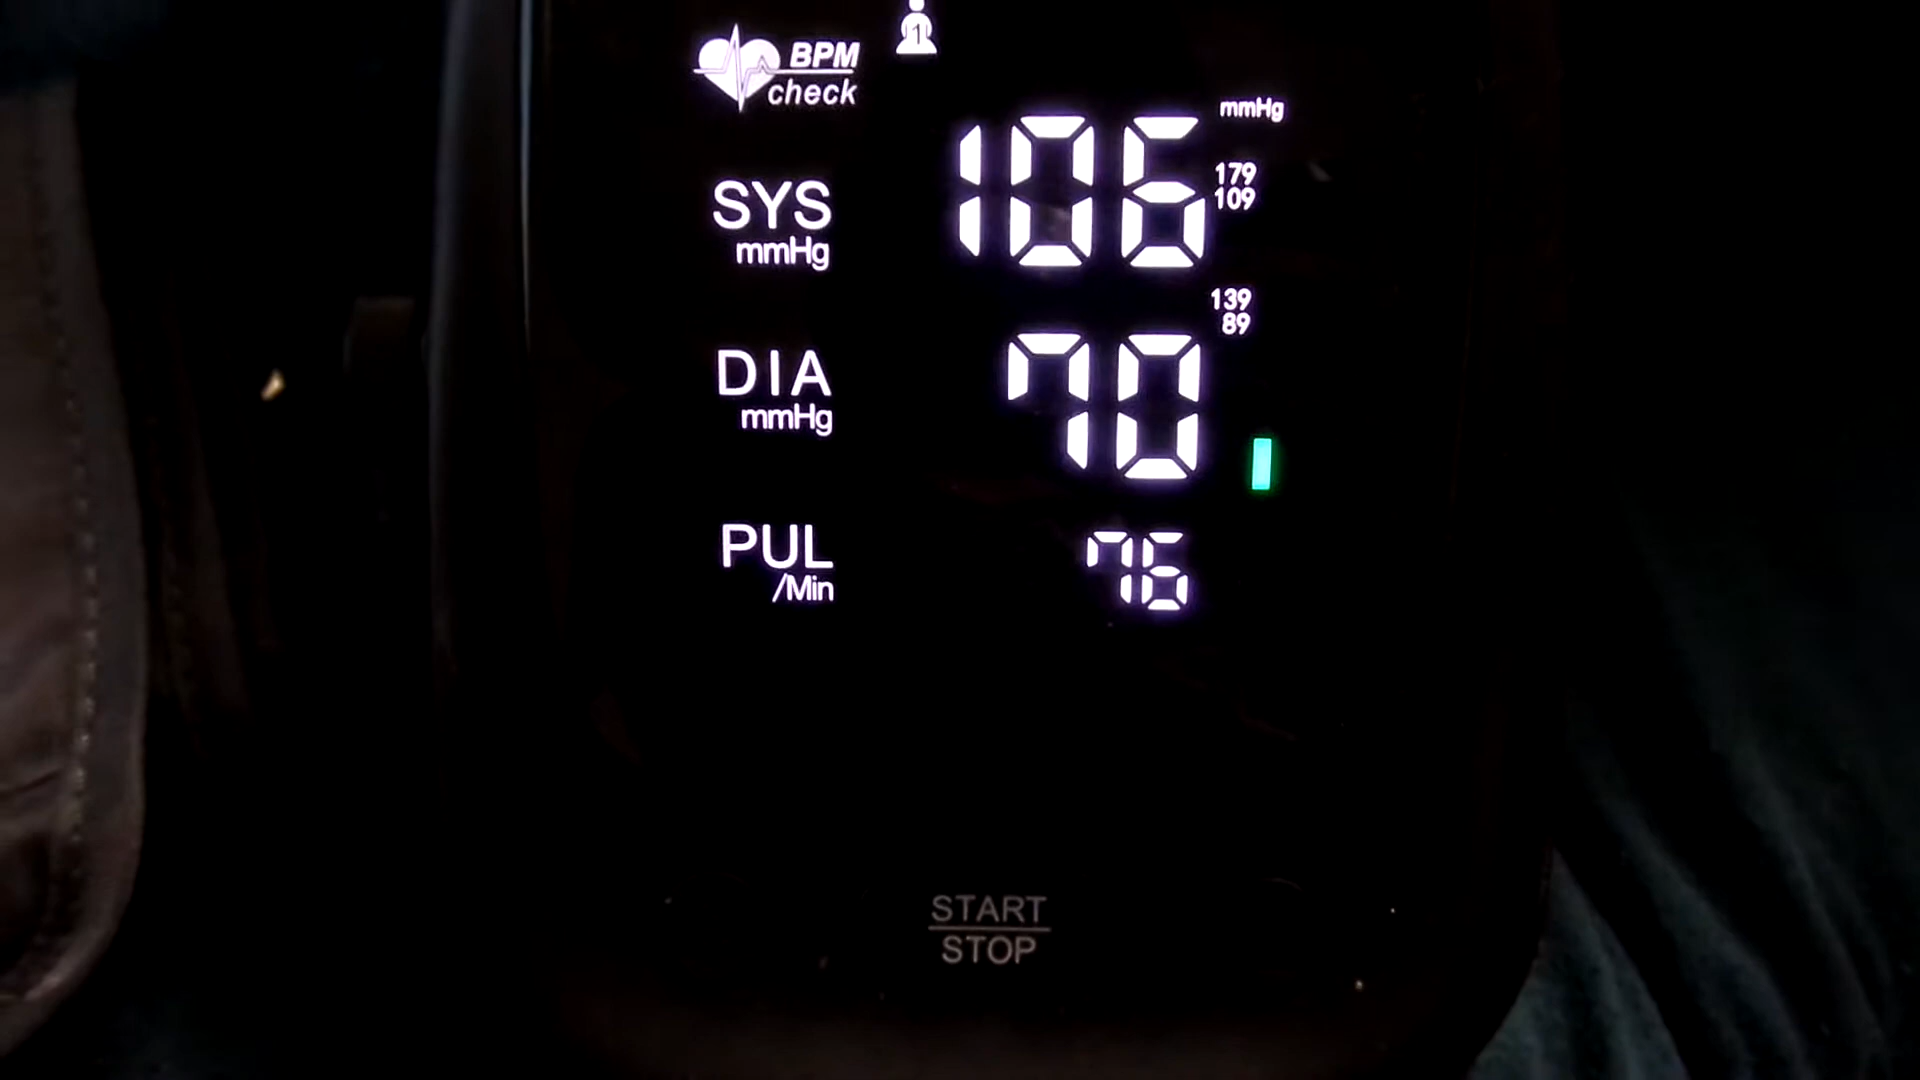 1
BPM
check
mmHg
SYS
mmHg
106
179
109
139
89
DIA
mmHg
70
PUL
/Min
76
START
STOP